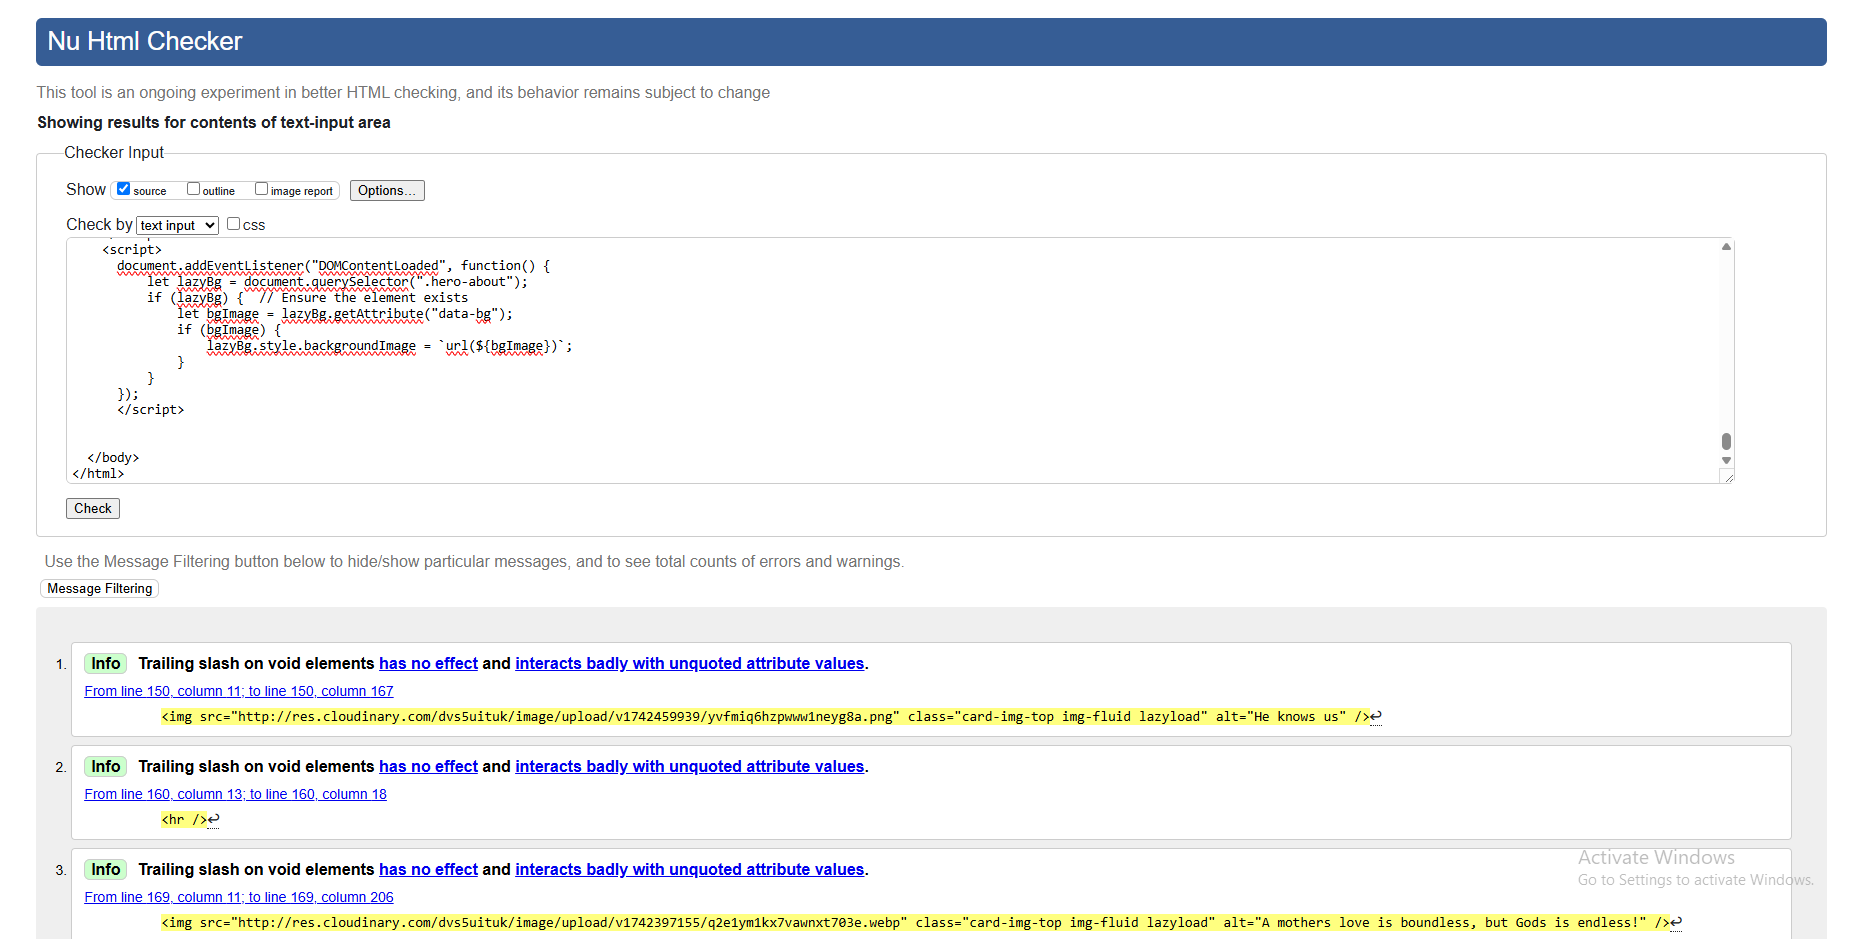 Nu Html Checker
This tool is an ongoing experiment in better HTML checking, and its behavior remains subject to change
Showing results for contents of text-input area
Checker Input
Show source outline image report Options...
Check by text input css
<script>
document.addEventListener("DOMContentLoaded", function() {
let lazyBg = document.querySelector(".hero-about");
if (lazyBg) { // Ensure the element exists
let bgImage = lazyBg.getAttribute("data-bg");
if (bgImage) {
lazyBg.style.backgroundImage = `url(${bgImage})`;
}
}
});
</script>
</body>
</html>
Check
Use the Message Filtering button below to hide/show particular messages, and to see total counts of errors and warnings.
Message Filtering
1. Info Trailing slash on void elements has no effect and interacts badly with unquoted attribute values.
From line 150, column 11; to line 150, column 167
<img src="http://res.cloudinary.com/dvs5uituk/image/upload/v1742459939/yvfmiq6hzpwww1neyg8a.png" class="card-img-top img-fluid lazyload" alt="He knows us" />↩
2. Info Trailing slash on void elements has no effect and interacts badly with unquoted attribute values.
From line 160, column 13; to line 160, column 18
<hr />↩
3. Info Trailing slash on void elements has no effect and interacts badly with unquoted attribute values.
From line 169, column 11; to line 169, column 206
<img src="http://res.cloudinary.com/dvs5uituk/image/upload/v1742397155/q2e1ym1kx7vawnxt703e.webp" class="card-img-top img-fluid lazyload" alt="A mothers love is boundless, but Gods is endless!" />↩
Activate Windows
Go to Settings to activate Windows.